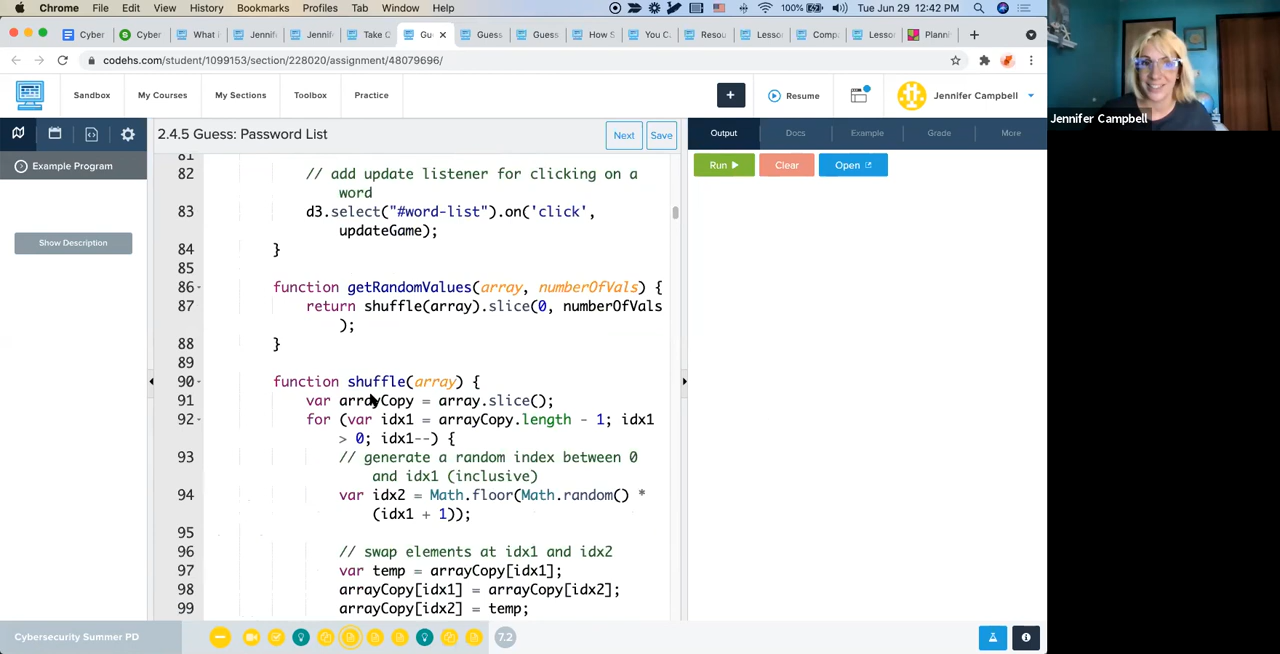 Chrome File Edit View History Bookmarks Profiles Tab Window Help 100% Tue Jun 29 12:42 PM
Cyber Cyber What i Jennif Jennif Take Q Gu Guess Guess How S You C Resou Lesso Comp Lesso Planni
codehs.com/student/1099153/section/228020/assignment/48079696/
Sandbox My Courses My Sections Toolbox Practice + Resume Jennifer Campbell
Jennifer Campbell
2.4.5 Guess: Password List Next Save Output Docs Example Grade More
Example Program
Run Clear Open
Show Description
81
82 // add update listener for clicking on a
word
83 d3.select("#word-list").on('click',
updateGame);
84 }
85
86 function getRandomValues(array, numberOfVals) {
87 return shuffle(array).slice(0, numberOfVals
);
88 }
89
90 function shuffle(array) {
91 var arrayCopy = array.slice();
92 for (var idx1 = arrayCopy.length - 1; idx1
> 0; idx1--) {
93 // generate a random index between 0
and idx1 (inclusive)
94 var idx2 = Math.floor(Math.random() *
(idx1 + 1));
95
96 // swap elements at idx1 and idx2
97 var temp = arrayCopy[idx1];
98 arrayCopy[idx1] = arrayCopy[idx2];
99 arrayCopy[idx2] = temp;
Cybersecurity Summer PD 7.2